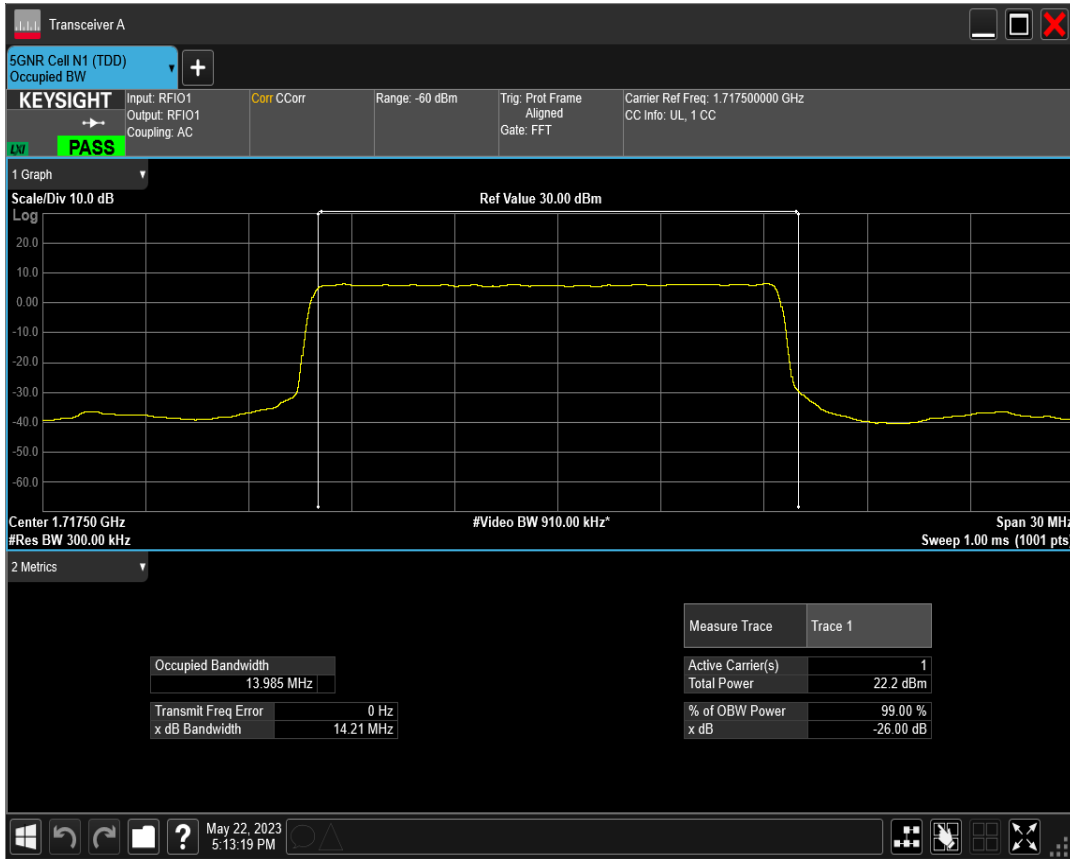 Transceiver A
5GNR Cell N1 (TDD)
Occupied BW
KEYSIGHT
LXI
PASS
Input: RFIO1
Output: RFIO1
Coupling: AC
Corr CCorr
Range: -60 dBm
Trig: Prot Frame
Aligned
Gate: FFT
Carrier Ref Freq: 1.717500000 GHz
CC Info: UL, 1 CC
1 Graph
Scale/Div 10.0 dB
Ref Value 30.00 dBm
Log
20.0
10.0
0.00
-10.0
-20.0
-30.0
-40.0
-50.0
-60.0
Center 1.71750 GHz
#Video BW 910.00 kHz*
Span 30 MHz
#Res BW 300.00 kHz
Sweep 1.00 ms (1001 pts)
2 Metrics
Measure Trace Trace 1
Occupied Bandwidth
13.985 MHz
Active Carrier(s) 1
Total Power 22.2 dBm
Transmit Freq Error 0 Hz
x dB Bandwidth 14.21 MHz
% of OBW Power 99.00 %
x dB -26.00 dB
May 22, 2023
5:13:19 PM